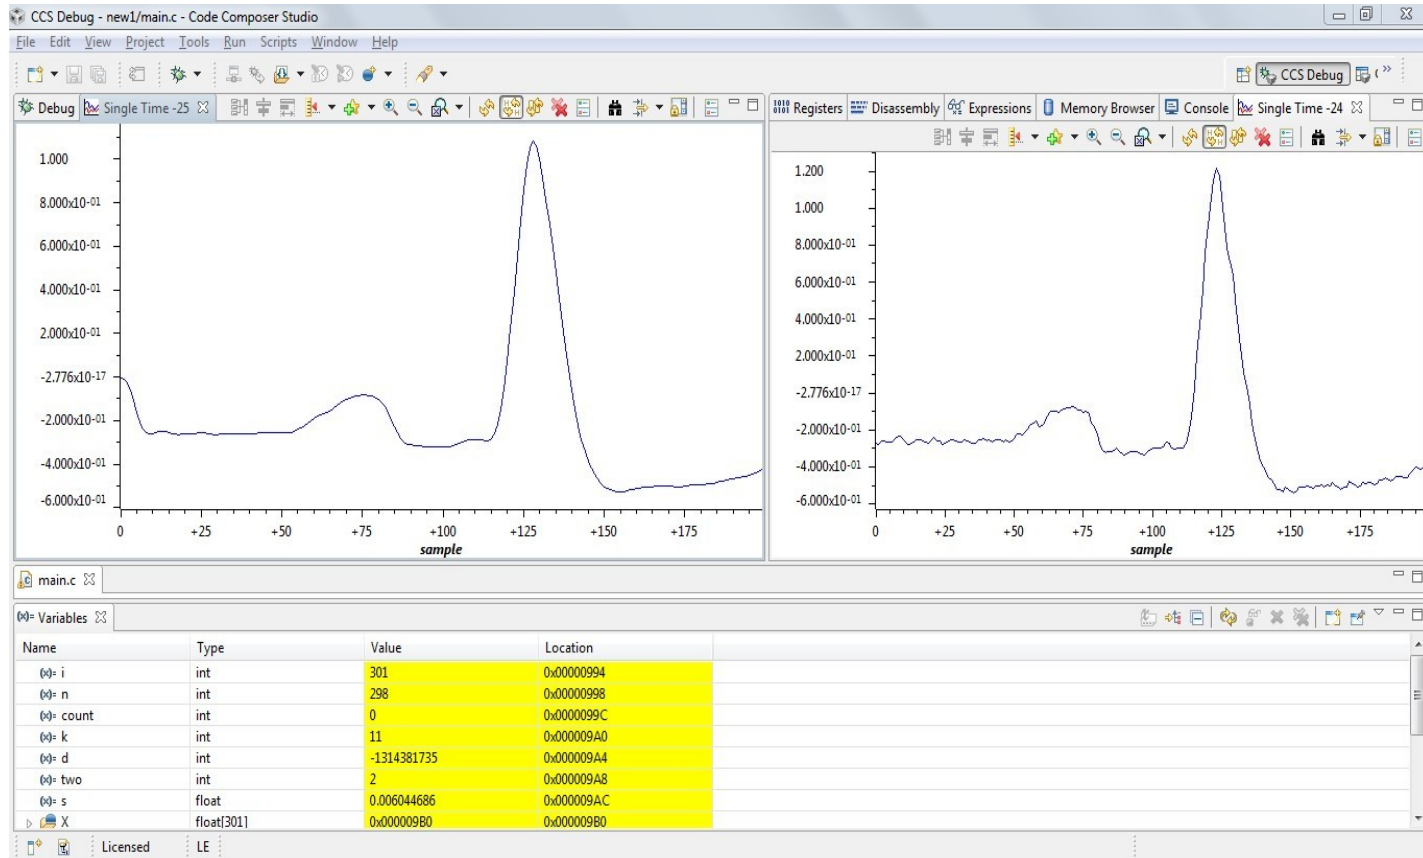 CCS Debug - new1/main.c - Code Composer Studio
File Edit View Project Tools Run Scripts Window Help
CCS Debug
Debug Single Time -25
1.000
8.000x10-01
6.000x10-01
4.000x10-01
2.000x10-01
-2.776x10-17
-2.000x10-01
-4.000x10-01
-6.000x10-01
0 +25 +50 +75 +100 +125 +150 +175
sample
Registers Disassembly Expressions Memory Browser Console Single Time -24
1.200
1.000
8.000x10-01
6.000x10-01
4.000x10-01
2.000x10-01
-2.776x10-17
-2.000x10-01
-4.000x10-01
-6.000x10-01
0 +25 +50 +75 +100 +125 +150 +175
sample
main.c
(x)= Variables
Name Type Value Location
(x)= i int 301 0x00000994
(x)= n int 298 0x00000998
(x)= count int 0 0x0000099C
(x)= k int 11 0x000009A0
(x)= d int -1314381735 0x000009A4
(x)= two int 2 0x000009A8
(x)= s float 0.006044686 0x000009AC
X float[301] 0x000009B0 0x000009B0
Licensed LE